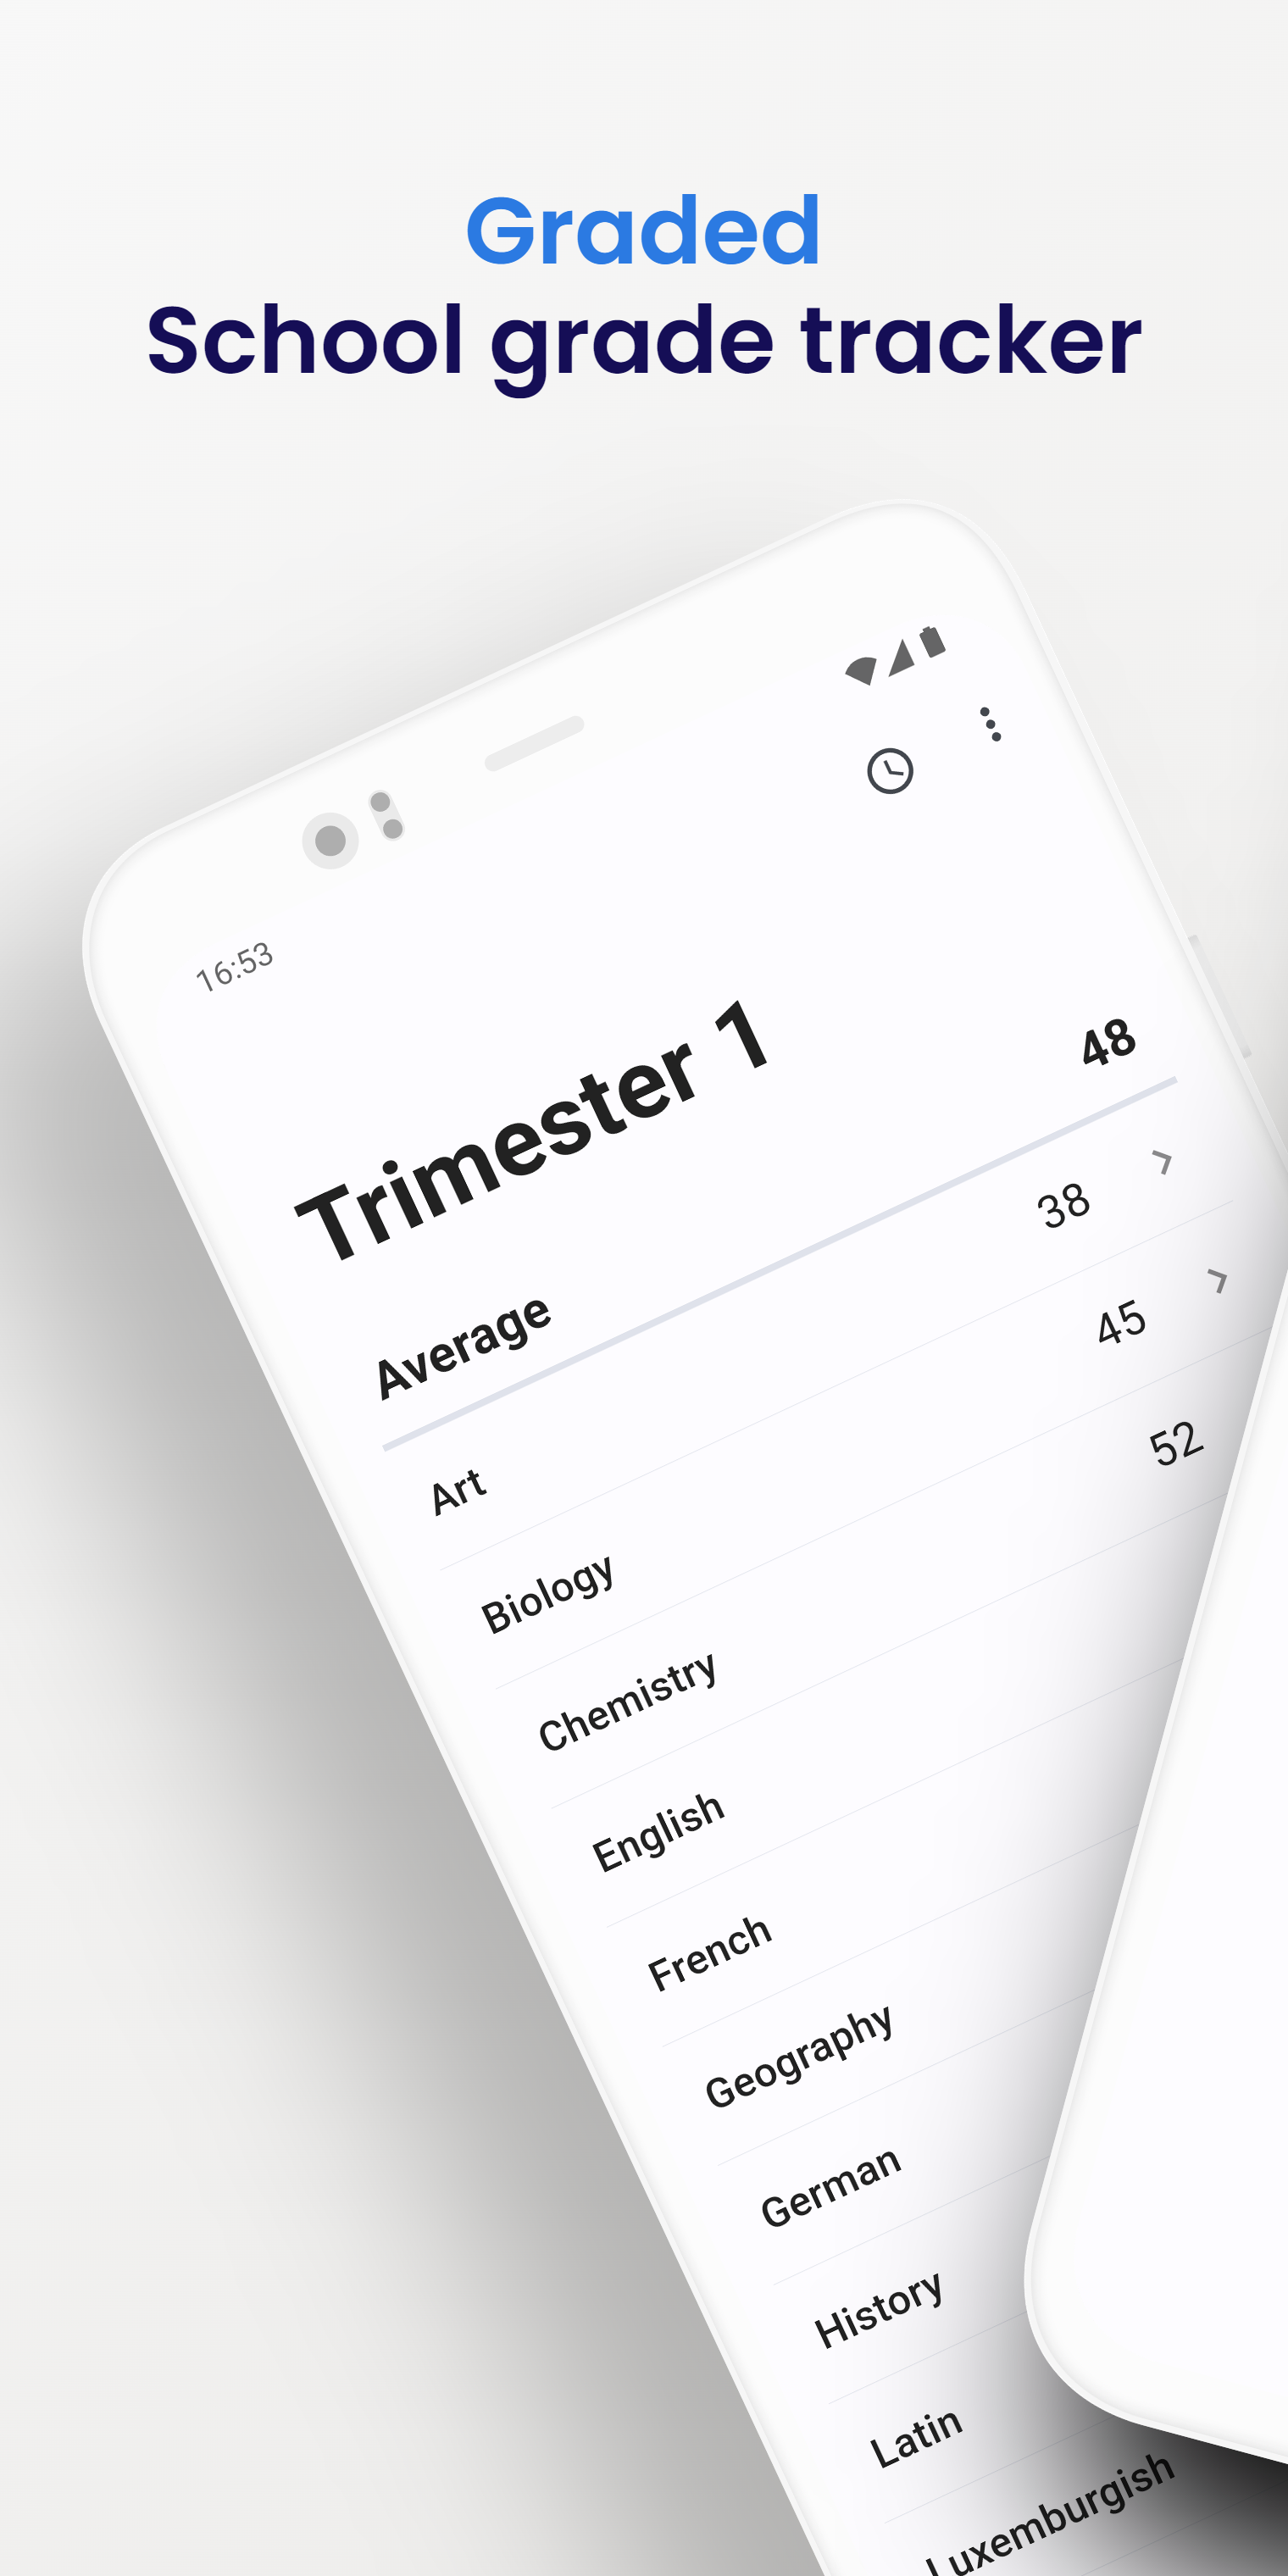 Graded
School grade tracker
16:53
Trimester 1
Average 48
Art 38
Biology 45
Chemistry 52
English
French
Geography
German
History
Latin
Luxemburgish